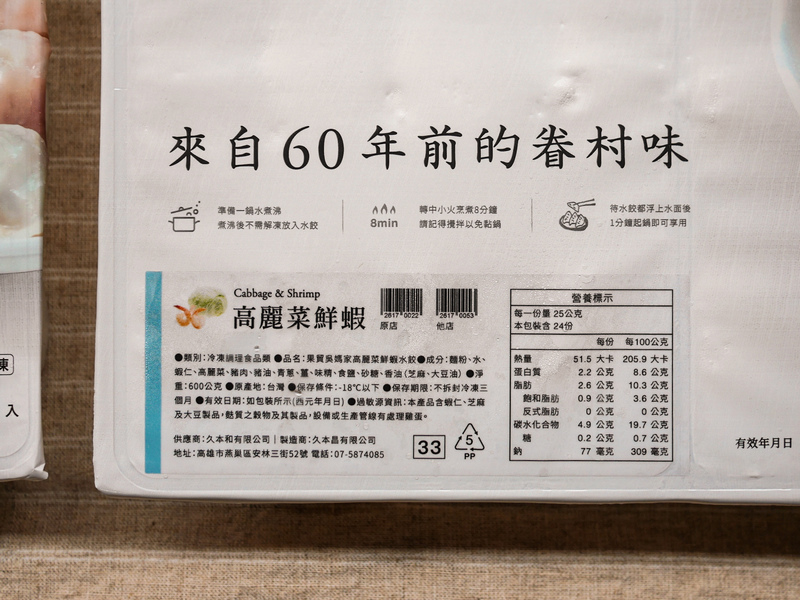 來自60年前的眷村味
準備一鍋水煮沸
煮沸後不需解凍放入水餃
8min
轉中小火烹煮8分鐘
請記得攪拌以免黏鍋
待水餃都浮上水面後
1分鐘起鍋即可享用
Cabbage & Shrimp
高麗菜鮮蝦
2617 0022
原店
2617 0053
他店
●類別:冷凍調理食品類 ●品名:果貿吳媽家高麗菜鮮蝦水餃●成分:麵粉、水、
蝦仁、高麗菜、豬肉、豬油、青蔥、薑、味精、食鹽、砂糖、香油(芝麻、大豆油) ●淨
重:600公克 ●原產地:台灣 ●保存條件:-18℃以下 ●保存期限:不拆封冷凍三
個月 ●有效日期:如包裝所示(西元年月日) ●過敏源資訊:本產品含蝦仁、芝麻
及大豆製品,麩質之穀物及其製品,設備或生產管線有處理雞蛋。
供應商:久本和有限公司 | 製造商:久本昌有限公司
地址:高雄市燕巢區安林三街52號 電話:07-5874085
33
5
PP
營養標示
每一份量 25公克
本包裝含 24份
每份 每100公克
熱量 51.5 大卡 205.9 大卡
蛋白質 2.2 公克 8.6 公克
脂肪 2.6 公克 10.3 公克
飽和脂肪 0.9 公克 3.6 公克
反式脂肪 0 公克 0 公克
碳水化合物 4.9 公克 19.7 公克
糖 0.2 公克 0.7 公克
鈉 77 毫克 309 毫克
有效年月日
凍
入